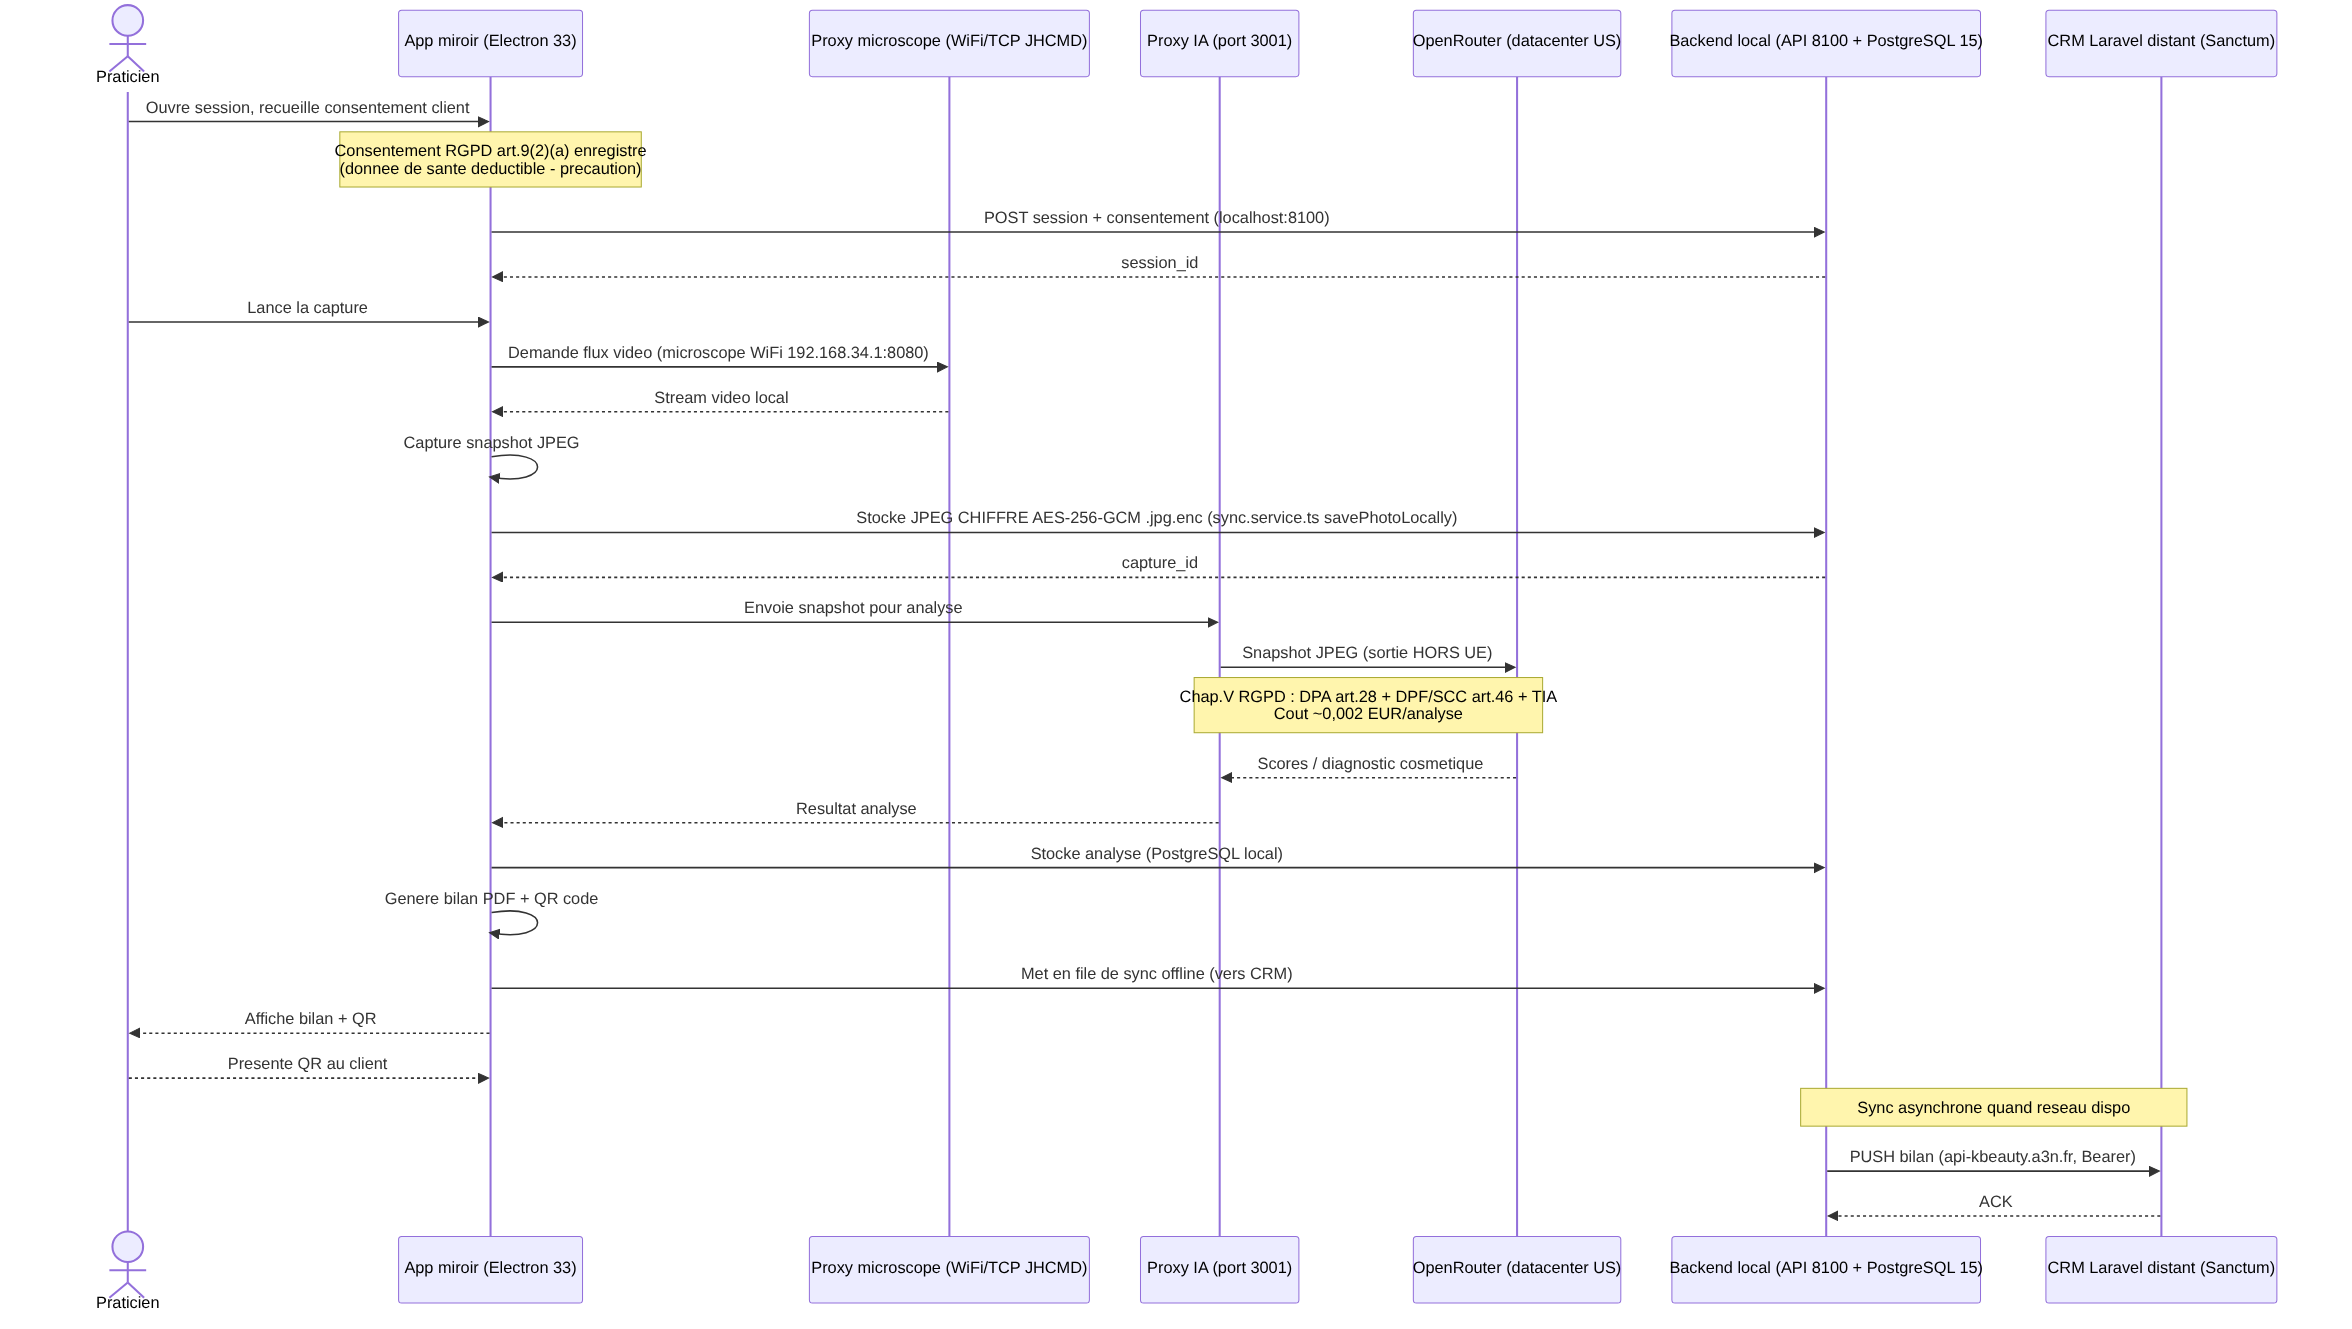 Praticien
App miroir (Electron 33)
Proxy microscope (WiFi/TCP JHCMD)
Proxy IA (port 3001)
OpenRouter (datacenter US)
Backend local (API 8100 + PostgreSQL 15)
CRM Laravel distant (Sanctum)
Ouvre session, recueille consentement client
Consentement RGPD art.9(2)(a) enregistre
(donnee de sante deductible - precaution)
POST session + consentement (localhost:8100)
session_id
Lance la capture
Demande flux video (microscope WiFi 192.168.34.1:8080)
Stream video local
Capture snapshot JPEG
Stocke JPEG CHIFFRE AES-256-GCM .jpg.enc (sync.service.ts savePhotoLocally)
capture_id
Envoie snapshot pour analyse
Snapshot JPEG (sortie HORS UE)
Chap.V RGPD : DPA art.28 + DPF/SCC art.46 + TIA
Cout ~0,002 EUR/analyse
Scores / diagnostic cosmetique
Resultat analyse
Stocke analyse (PostgreSQL local)
Genere bilan PDF + QR code
Met en file de sync offline (vers CRM)
Affiche bilan + QR
Presente QR au client
Sync asynchrone quand reseau dispo
PUSH bilan (api-kbeauty.a3n.fr, Bearer)
ACK
Praticien
App miroir (Electron 33)
Proxy microscope (WiFi/TCP JHCMD)
Proxy IA (port 3001)
OpenRouter (datacenter US)
Backend local (API 8100 + PostgreSQL 15)
CRM Laravel distant (Sanctum)